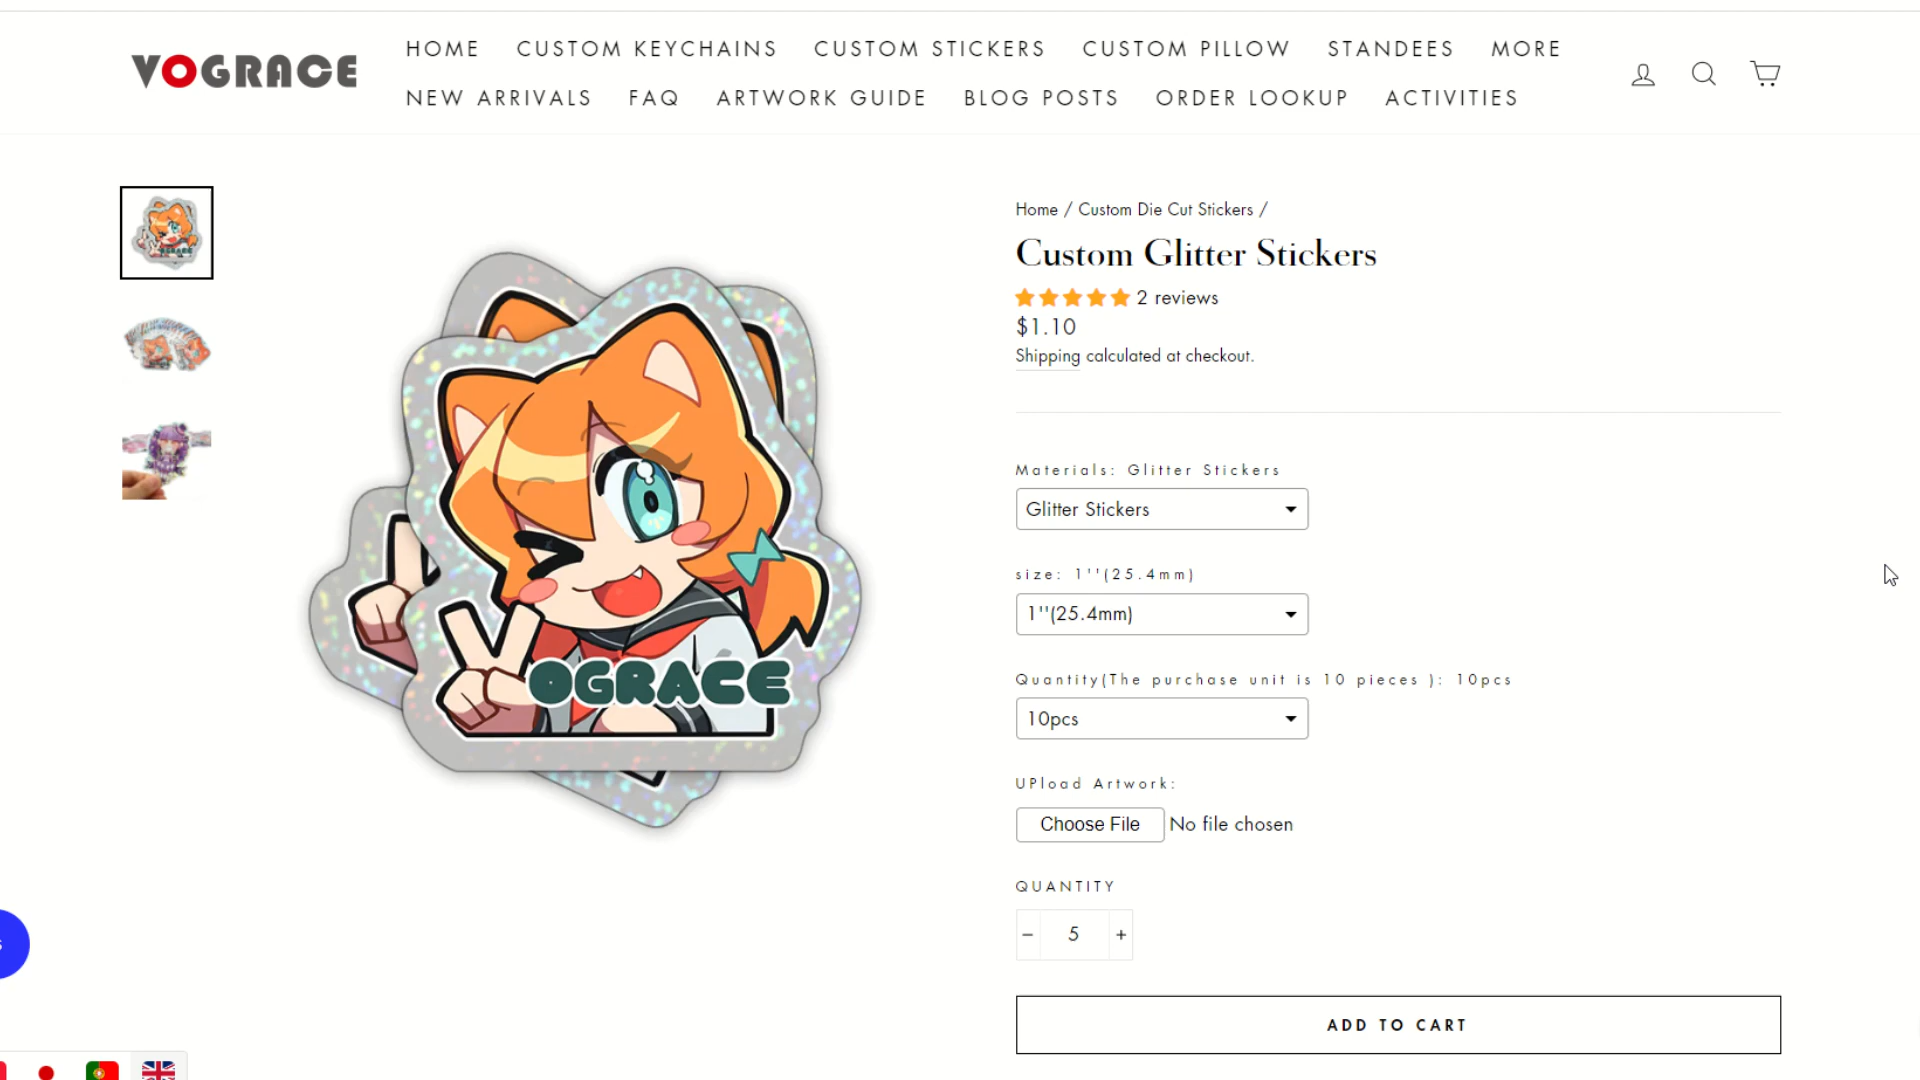 VOGRACE
HOME CUSTOM KEYCHAINS CUSTOM STICKERS CUSTOM PILLOW STANDEES MORE
NEW ARRIVALS FAQ ARTWORK GUIDE BLOG POSTS ORDER LOOKUP ACTIVITIES
Home / Custom Die Cut Stickers /
Custom Glitter Stickers
2 reviews
$1.10
Shipping calculated at checkout.
Materials: Glitter Stickers
Glitter Stickers
size: 1''(25.4mm)
1''(25.4mm)
Quantity(The purchase unit is 10 pieces ): 10pcs
10pcs
UPload Artwork:
Choose File No file chosen
QUANTITY
− 5 +
ADD TO CART
OGRACE